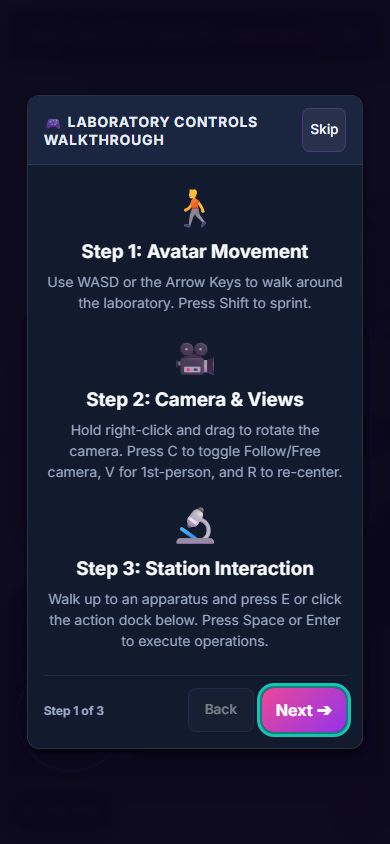 LABORATORY CONTROLS
WALKTHROUGH
Skip
Step 1: Avatar Movement
Use WASD or the Arrow Keys to walk around
the laboratory. Press Shift to sprint.
Step 2: Camera & Views
Hold right-click and drag to rotate the
camera. Press C to toggle Follow/Free
camera, V for 1st-person, and R to re-center.
Step 3: Station Interaction
Walk up to an apparatus and press E or click
the action dock below. Press Space or Enter
to execute operations.
Step 1 of 3
Back
Next ➔